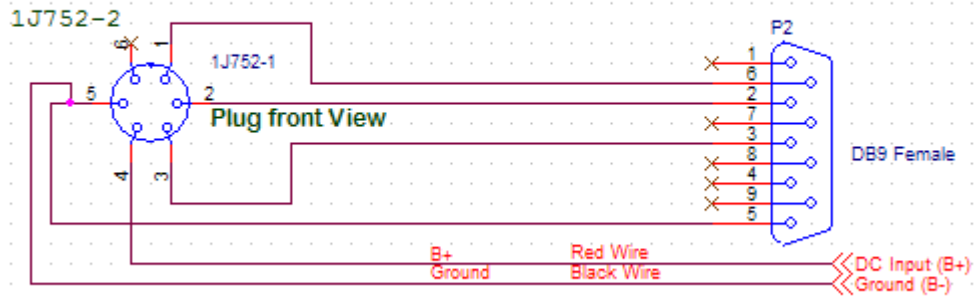 1J752-2
P2
6
1
1J752-1
5
2
Plug front View
4
3
1
6
2
7
3
8
4
9
5
DB9 Female
B+ Red Wire
Ground Black Wire
DC Input (B+)
Ground (B-)